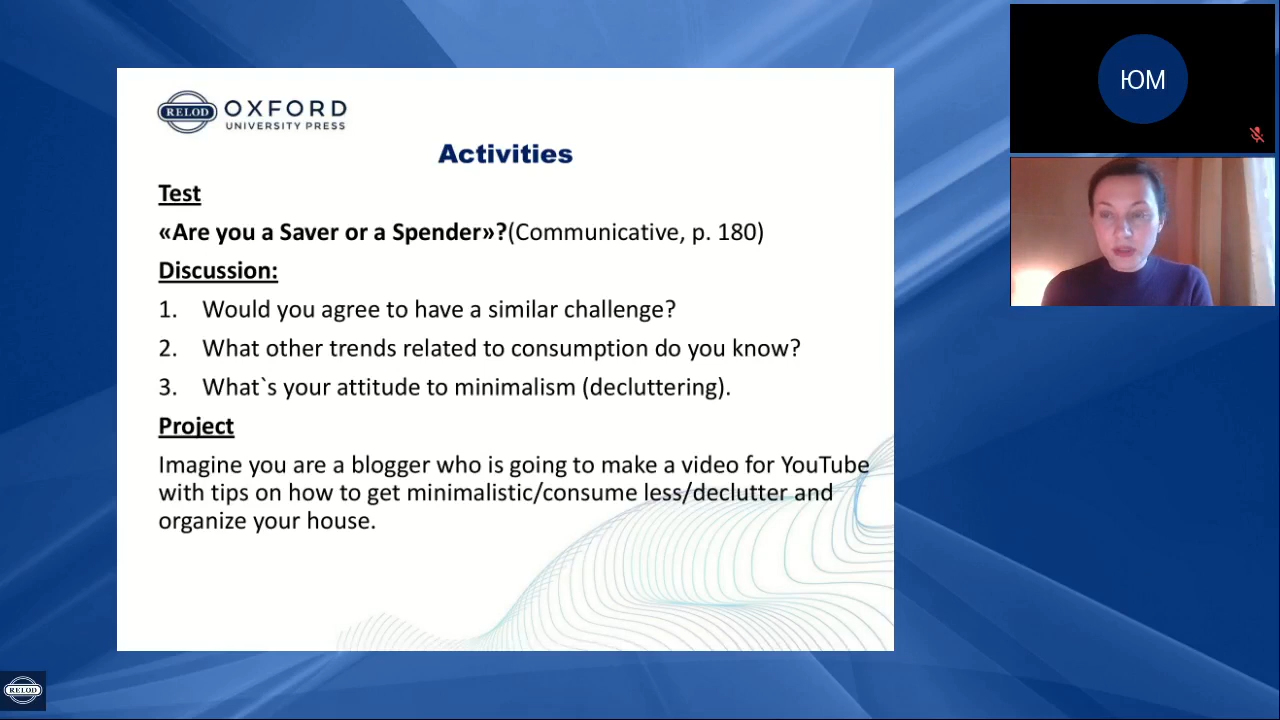 RELOD
OXFORD
UNIVERSITY PRESS
Activities
Test
«Are you a Saver or a Spender»?(Communicative, p. 180)
Discussion:
1. Would you agree to have a similar challenge?
2. What other trends related to consumption do you know?
3. What`s your attitude to minimalism (decluttering).
Project
Imagine you are a blogger who is going to make a video for YouTube
with tips on how to get minimalistic/consume less/declutter and
organize your house.
ЮМ
RELOD